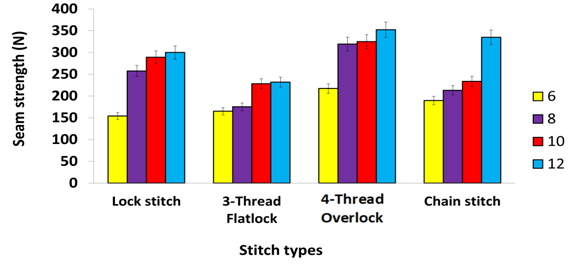 400
350
300
250
200
150
100
50
0
Seam strength (N)
Lock stitch
3-Thread
Flatlock
4-Thread
Overlock
Chain stitch
Stitch types
6
8
10
12